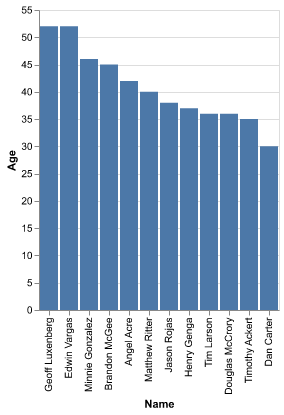 55
50
45
40
35
30
25
20
15
10
5
0
Age
Geoff Luxenberg
Edwin Vargas
Minnie Gonzalez
Brandon McGee
Angel Acre
Matthew Ritter
Jason Rojas
Henry Genga
Tim Larson
Douglas McCrory
Timothy Ackert
Dan Carter
Name